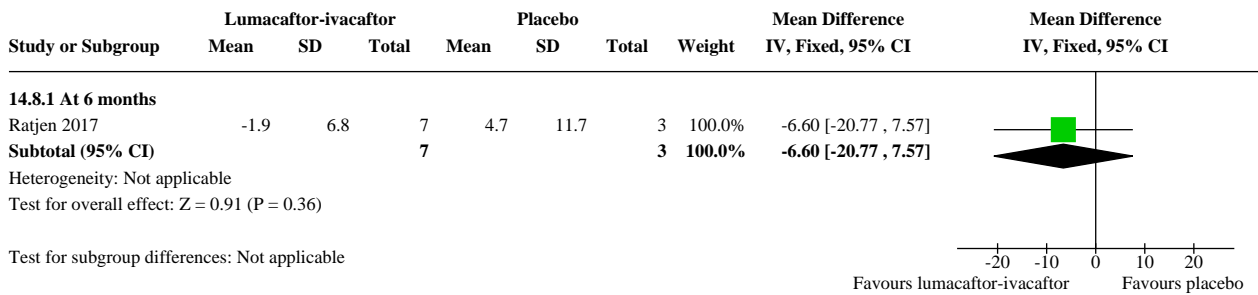 Lumacaftor-ivacaftor Placebo Mean Difference Mean Difference
Study or Subgroup Mean SD Total Mean SD Total Weight IV, Fixed, 95% CI IV, Fixed, 95% CI
14.8.1 At 6 months
Ratjen 2017 -1.9 6.8 7 4.7 11.7 3 100.0% -6.60 [-20.77 , 7.57]
Subtotal (95% CI) 7 3 100.0% -6.60 [-20.77 , 7.57]
Heterogeneity: Not applicable
Test for overall effect: Z = 0.91 (P = 0.36)
Test for subgroup differences: Not applicable
-20 -10 0 10 20
Favours lumacaftor-ivacaftor Favours placebo